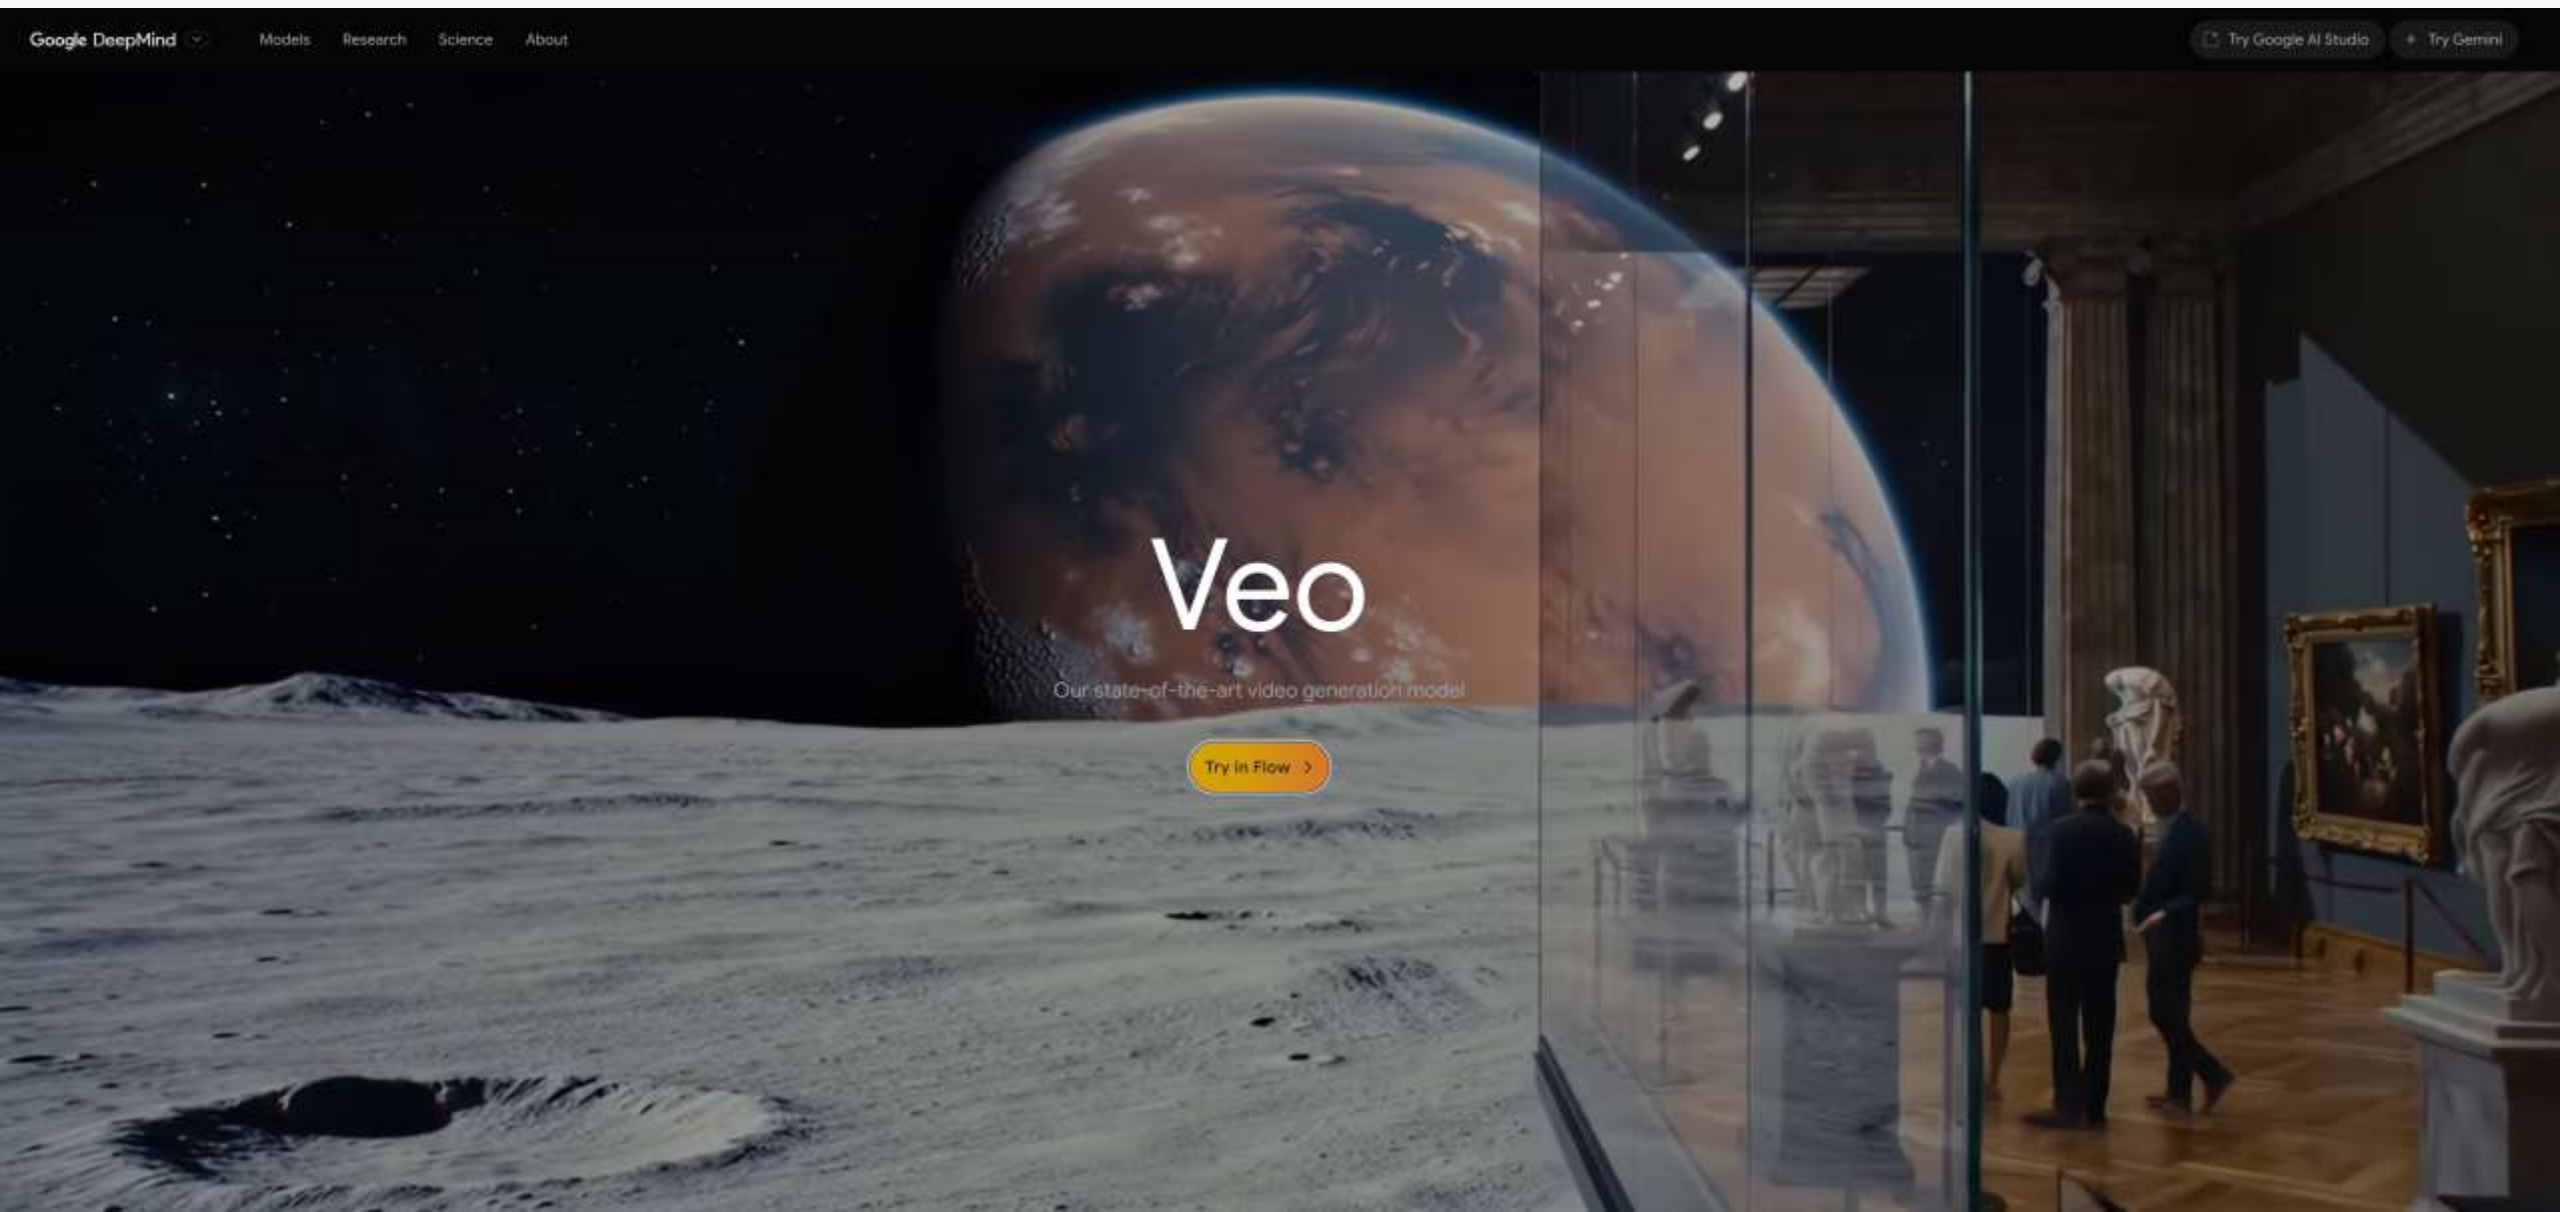 Google DeepMind
Models
Research
Science
About
Try Google AI Studio
Try Gemini
Veo
Our state-of-the-art video generation model
Try in Flow